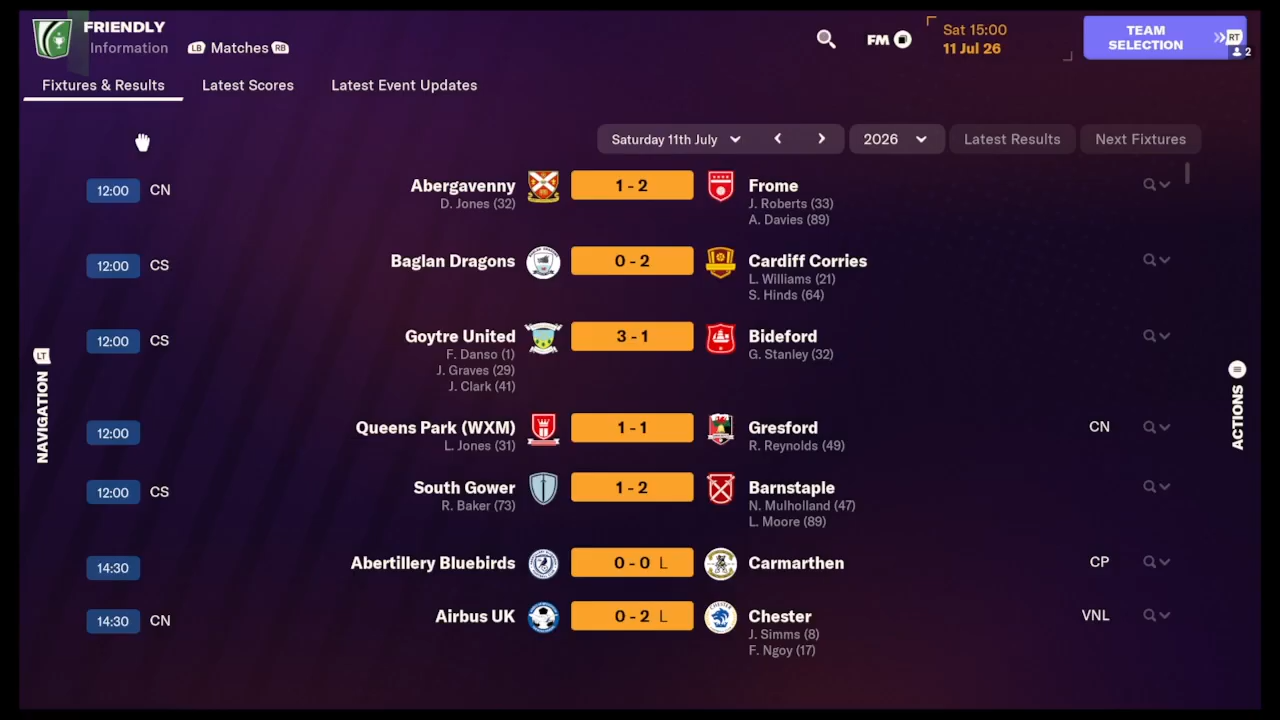 FRIENDLY
Information
LB Matches RB
FM
Sat 15:00
11 Jul 26
TEAM
SELECTION
RT
2
Fixtures & Results
Latest Scores
Latest Event Updates
Saturday 11th July
2026
Latest Results
Next Fixtures
12:00 CN Abergavenny 1 - 2 Frome
D. Jones (32) J. Roberts (33)
A. Davies (89)
12:00 CS Baglan Dragons 0 - 2 Cardiff Corries
L. Williams (21)
S. Hinds (64)
12:00 CS Goytre United 3 - 1 Bideford
F. Danso (1) G. Stanley (32)
J. Graves (29)
J. Clark (41)
LT
NAVIGATION
ACTIONS
12:00 Queens Park (WXM) 1 - 1 Gresford CN
L. Jones (31) R. Reynolds (49)
12:00 CS South Gower 1 - 2 Barnstaple
R. Baker (73) N. Mulholland (47)
L. Moore (89)
14:30 Abertillery Bluebirds 0 - 0 L Carmarthen CP
14:30 CN Airbus UK 0 - 2 L Chester VNL
J. Simms (8)
F. Ngoy (17)